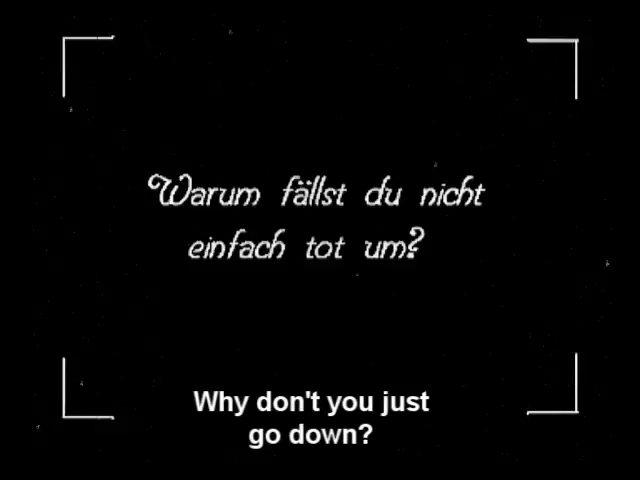 Warum fällst du nicht
einfach tot um?
Why don't you just
go down?